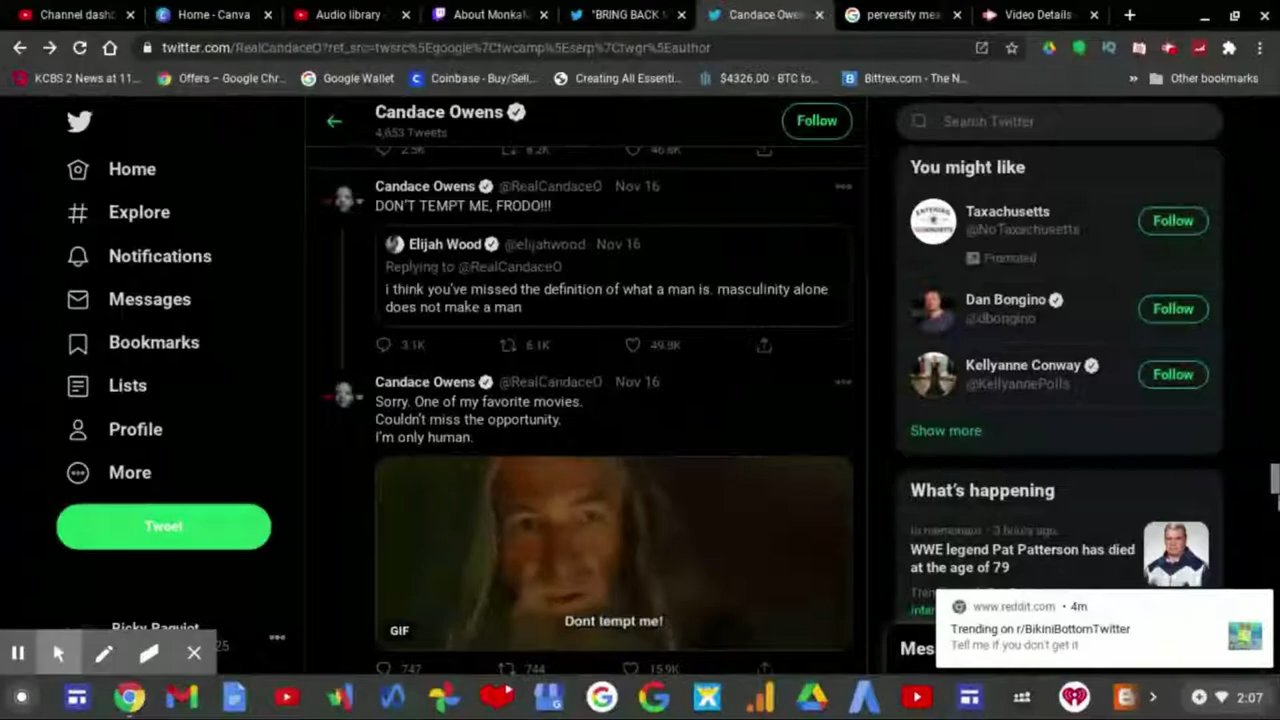 Channel dashc
Home - Canva
Audio library -
About MonkaM
"BRING BACK M
Candace Owen
perversity mea
Video Details -
twitter.com/RealCandaceO?ref_src=twsrc%5Egoogle%7Ctwcamp%5Eserp%7Ctwgr%5Eauthor
KCBS 2 News at 11...
Offers – Google Chr...
Google Wallet
Coinbase - Buy/Sell...
Creating All Essenti...
$4326.00 · BTC to...
Bittrex.com - The N...
»
Other bookmarks
Home
Explore
Notifications
Messages
Bookmarks
Lists
Profile
More
Tweet
Candace Owens
4,653 Tweets
Follow
2.5K
8.2K
46.8K
Candace Owens @RealCandaceO Nov 16
DON'T TEMPT ME, FRODO!!!
Elijah Wood @elijahwood · Nov 16
Replying to @RealCandaceO
i think you've missed the definition of what a man is. masculinity alone
does not make a man
3.1K
6.1K
49.8K
Candace Owens @RealCandaceO Nov 16
Sorry. One of my favorite movies.
Couldn't miss the opportunity.
I'm only human.
Dont tempt me!
GIF
747
744
15.9K
Search Twitter
You might like
Taxachusetts
@NoTaxachusetts
Follow
Promoted
Dan Bongino
@dbongino
Follow
Kellyanne Conway
@KellyannePolls
Follow
Show more
What's happening
In memoriam · 3 hours ago
WWE legend Pat Patterson has died
at the age of 79
www.reddit.com • 4m
Trending on r/BikiniBottomTwitter
Tell me if you don't get it
2:07